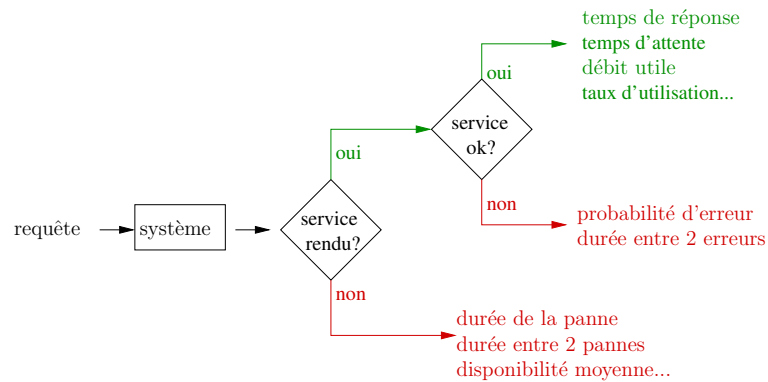 temps de réponse
temps d'attente
débit utile
taux d'utilisation...
oui
service
ok?
oui
non
probabilité d'erreur
durée entre 2 erreurs
requête
système
service
rendu?
non
durée de la panne
durée entre 2 pannes
disponibilité moyenne...